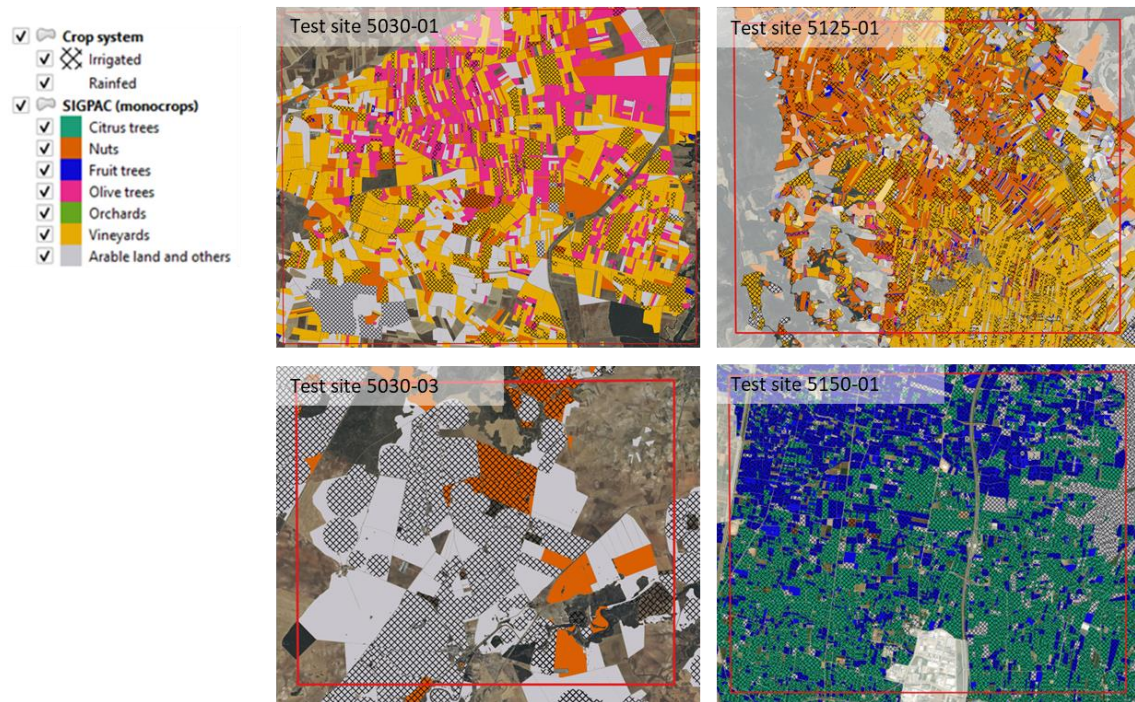 Crop system
Irrigated
Rainfed
SIGPAC (monocrops)
Citrus trees
Nuts
Fruit trees
Olive trees
Orchards
Vineyards
Arable land and others
Test site 5030-01
Test site 5125-01
Test site 5030-03
Test site 5150-01